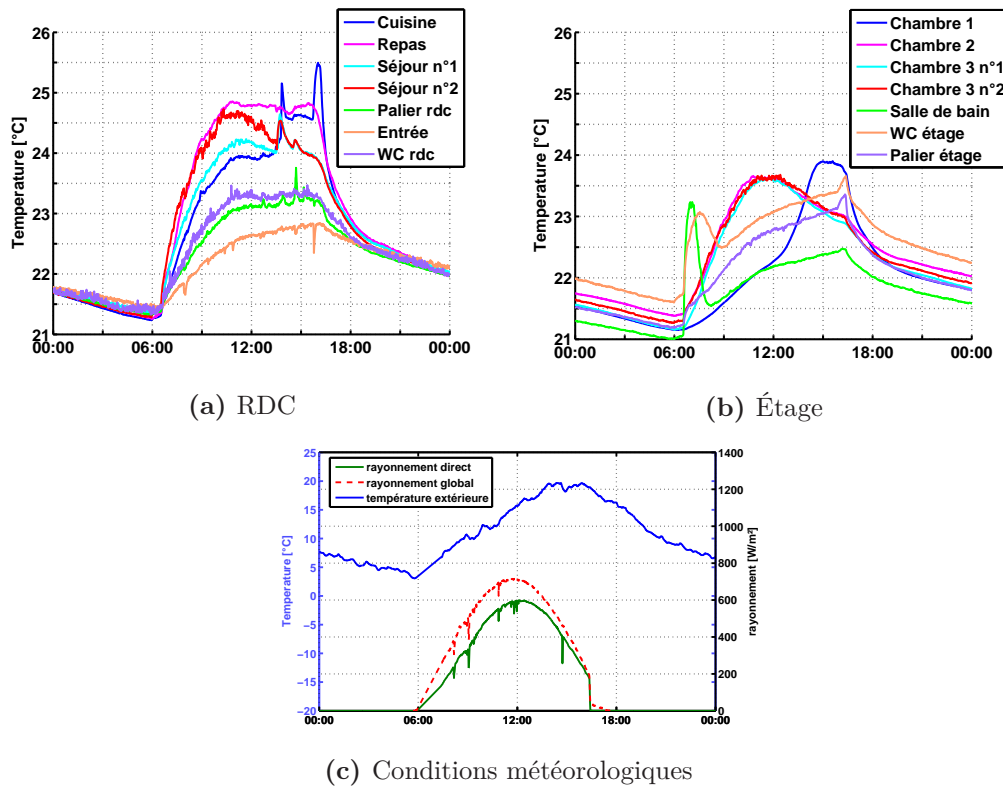 26
25
24
23
22
21
00:00 06:00 12:00 18:00 00:00
Temperature [°C]
Cuisine
Repas
Séjour n°1
Séjour n°2
Palier rdc
Entrée
WC rdc
(a) RDC
26
25
24
23
22
21
00:00 06:00 12:00 18:00 00:00
Temperature [°C]
Chambre 1
Chambre 2
Chambre 3 n°1
Chambre 3 n°2
Salle de bain
WC étage
Palier étage
(b) Étage
25
20
15
10
5
0
−5
−10
−15
−20
Temperature [°C]
rayonnement direct
rayonnement global
température extérieure
1400
1200
1000
800
600
400
200
0
rayonnement [W/m²]
00:00 06:00 12:00 18:00 00:00
(c) Conditions météorologiques